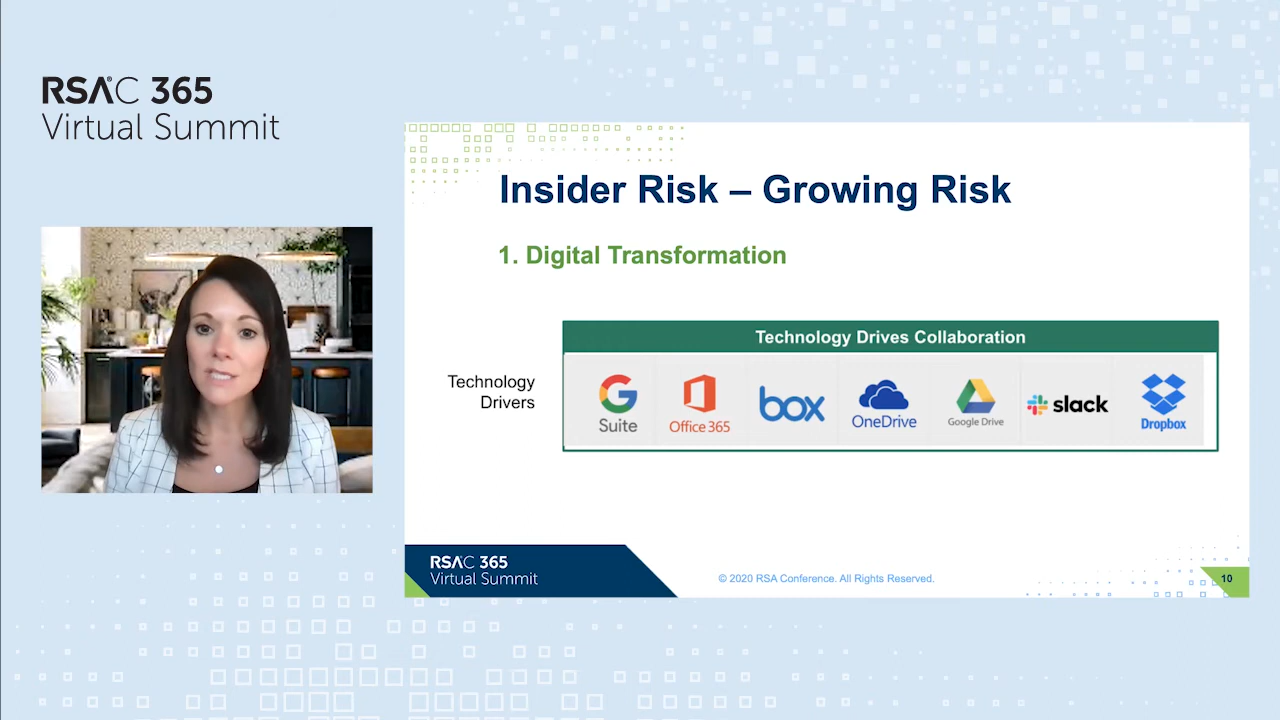 RSAC 365
Virtual Summit
Insider Risk – Growing Risk
1. Digital Transformation
Technology Drives Collaboration
Technology
Drivers
G Suite
Office 365
box
OneDrive
Google Drive
slack
Dropbox
RSAC 365
Virtual Summit
© 2020 RSA Conference. All Rights Reserved.
10